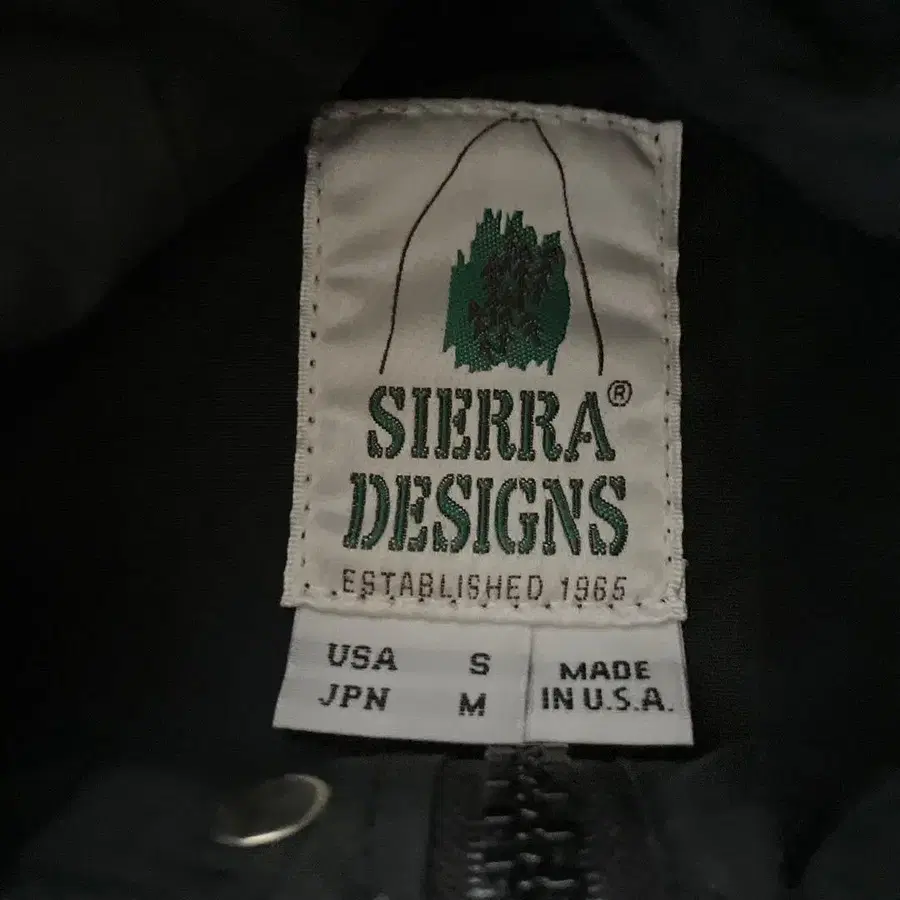 SIERRA®
DESIGNS
ESTABLISHED 1965
USA S
JPN M
MADE
IN U.S.A.